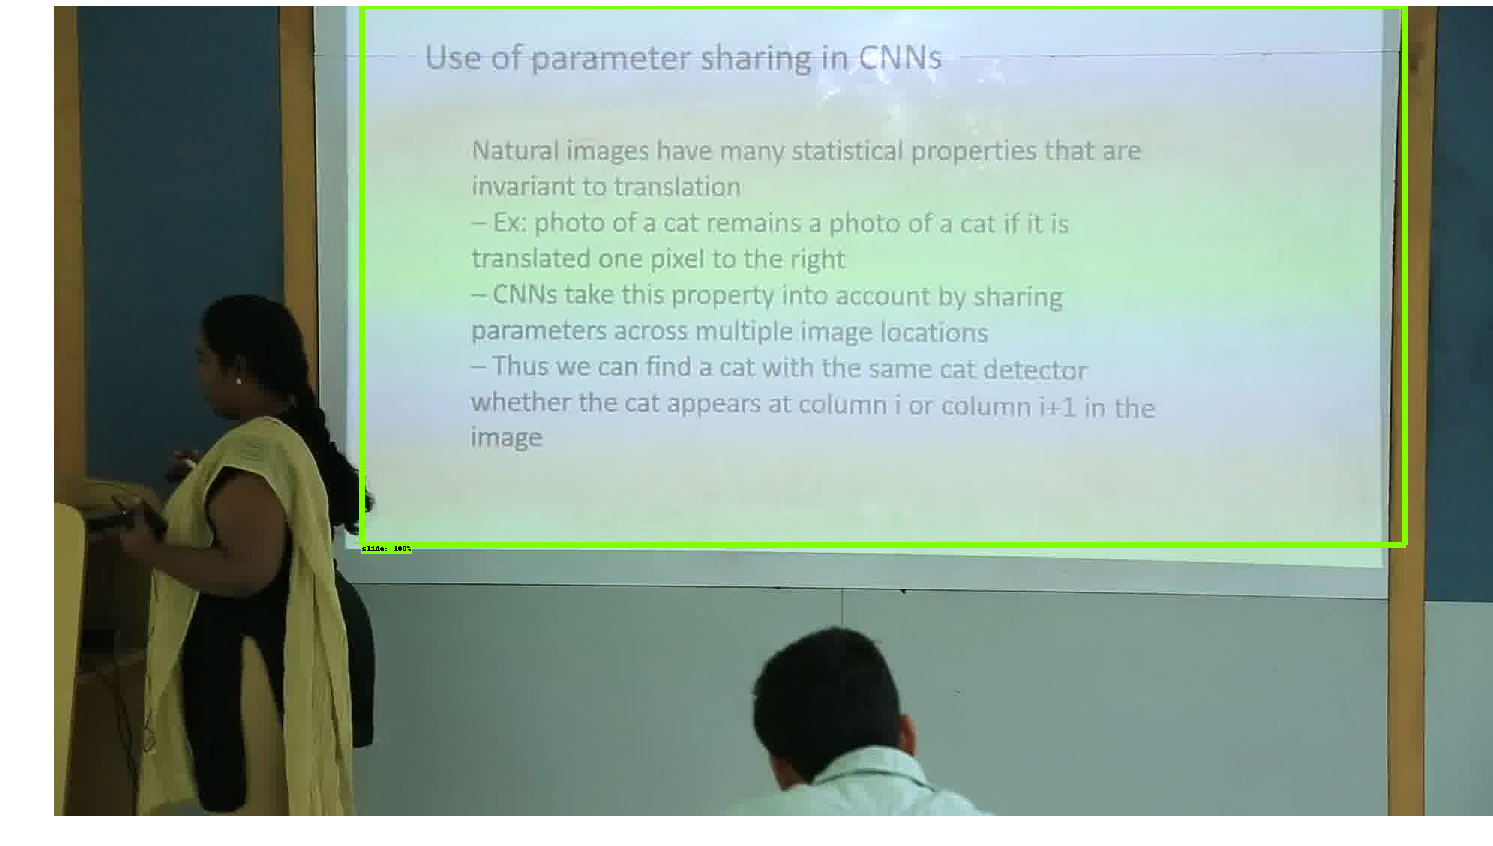 Use of parameter sharing in CNNs
Natural images have many statistical properties that are
invariant to translation
– Ex: photo of a cat remains a photo of a cat if it is
translated one pixel to the right
– CNNs take this property into account by sharing
parameters across multiple image locations
– Thus we can find a cat with the same cat detector
whether the cat appears at column i or column i+1 in the
image
slide: 100%